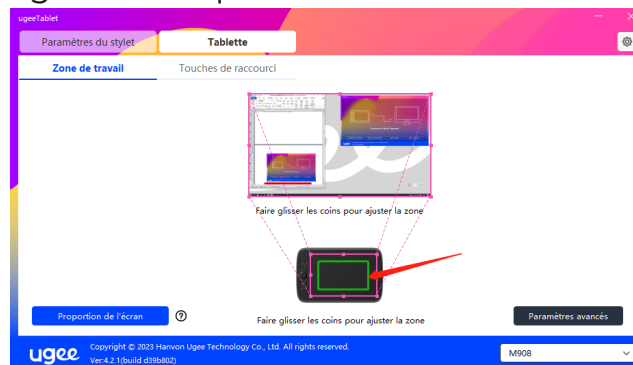 ugeeTablet
Paramètres du stylet
Tablette
Zone de travail
Touches de raccourci
Faire glisser les coins pour ajuster la zone
Faire glisser les coins pour ajuster la zone
Proportion de l'écran
Paramètres avancés
ugee
Copyright © 2023 Hanvon Ugee Technology Co., Ltd. All rights reserved.
Ver:4.2.1(build d39b802)
M908